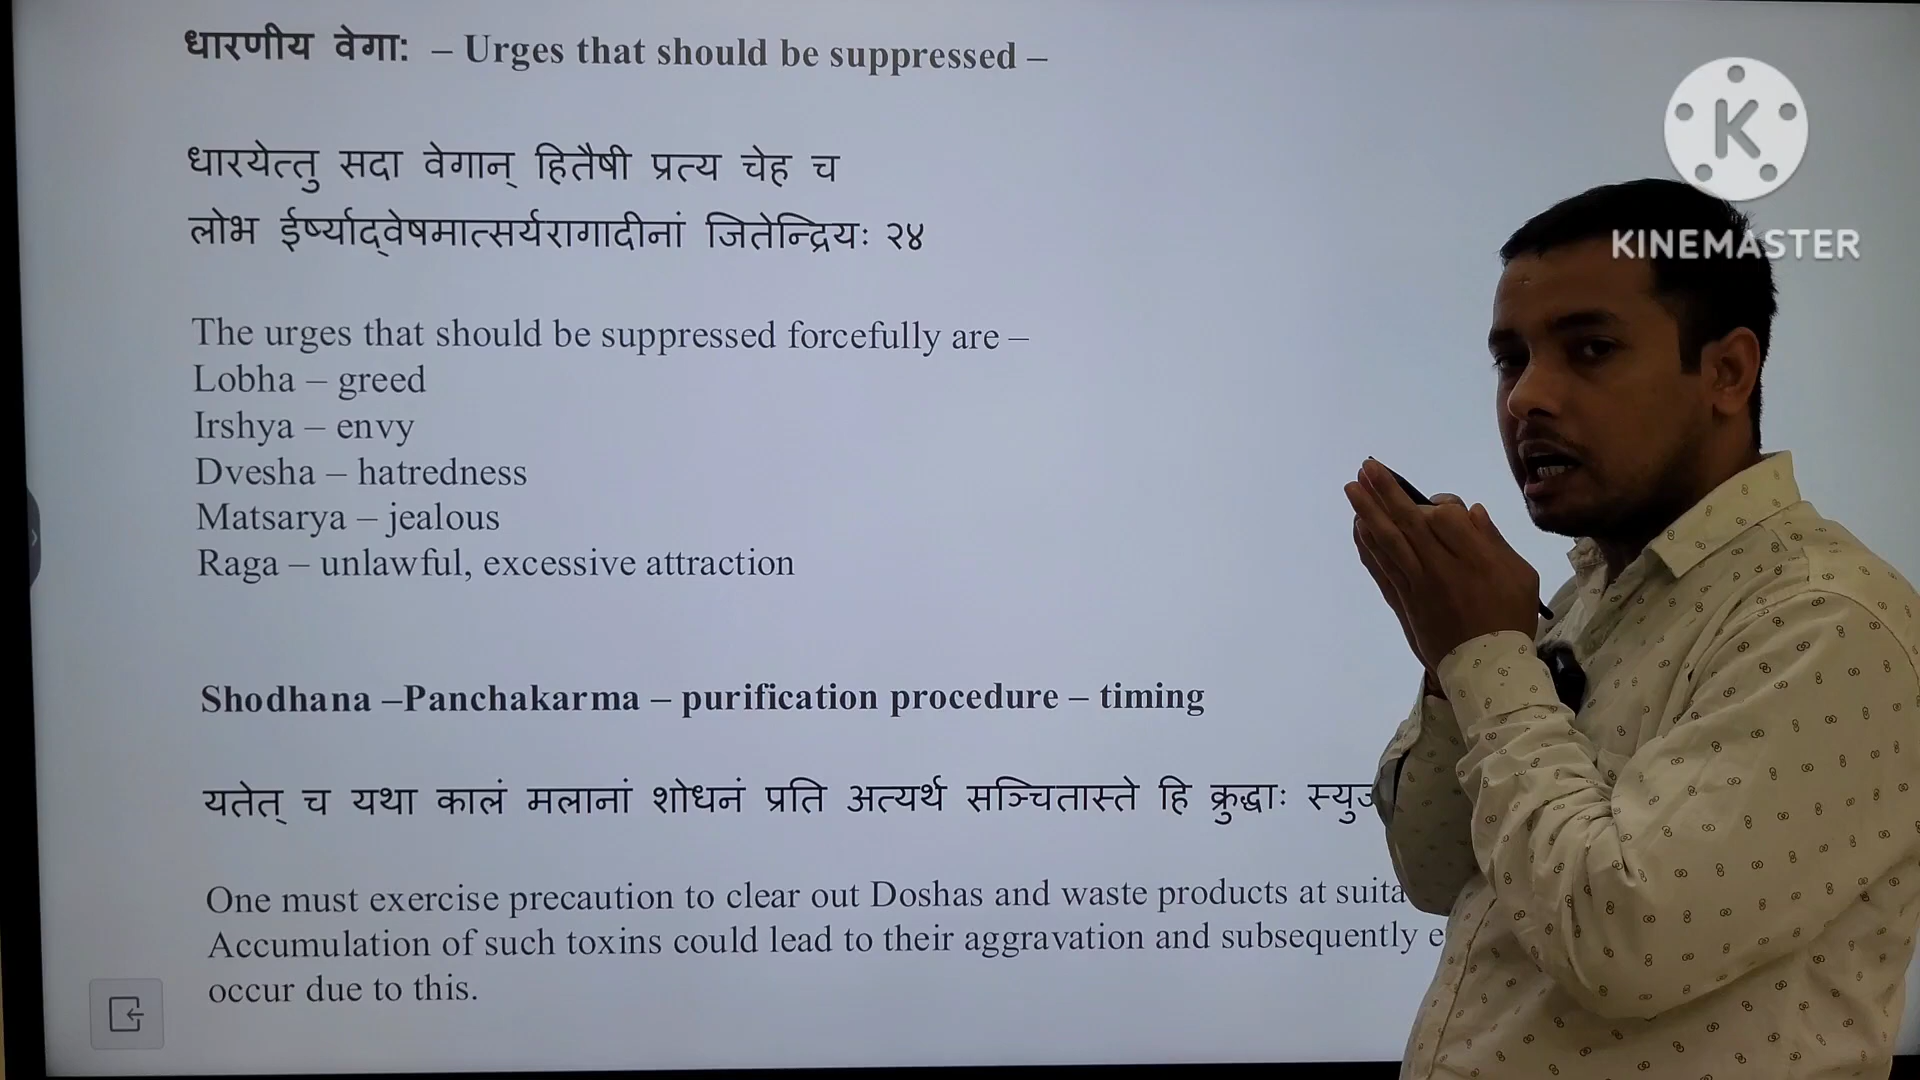 धारणीय वेगा: – Urges that should be suppressed –
धारयेत्तु सदा वेगान् हितैषी प्रत्य चेह च
लोभ ईर्ष्याद्वेषमात्सर्यरागादीनां जितेन्द्रियः २४
The urges that should be suppressed forcefully are –
Lobha – greed
Irshya – envy
Dvesha – hatredness
Matsarya – jealous
Raga – unlawful, excessive attraction
Shodhana –Panchakarma – purification procedure – timing
यतेत् च यथा कालं मलानां शोधनं प्रति अत्यर्थ सञ्चितास्ते हि क्रुद्धाः
One must exercise precaution to clear out Doshas and waste products at
Accumulation of such toxins could lead to their aggravation and subsequently
occur due to this.
K
KINEMASTER